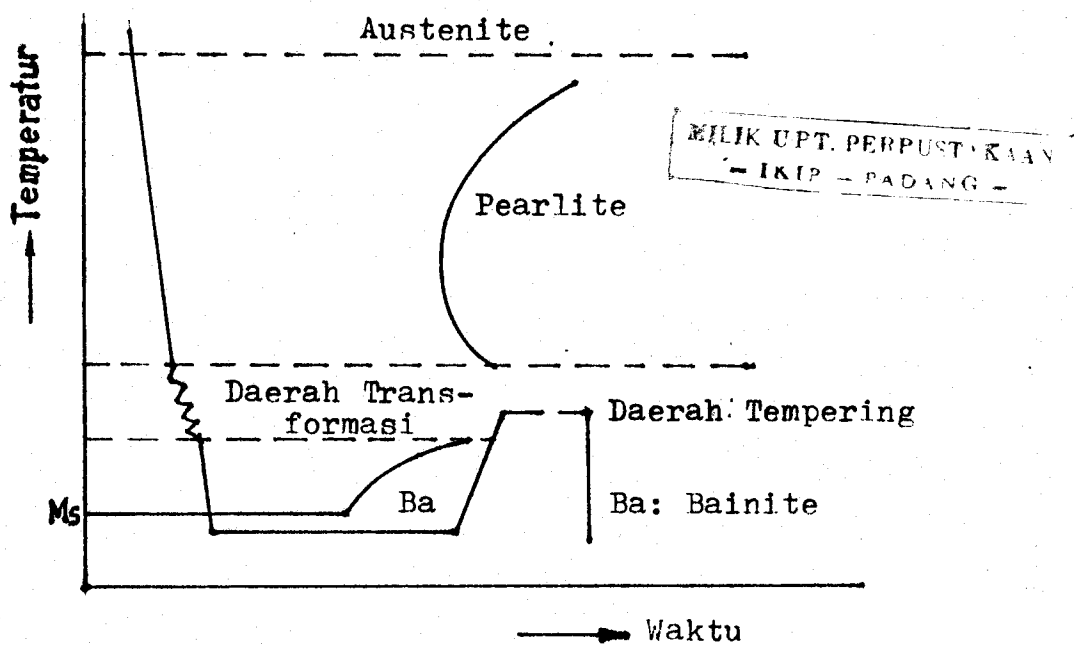 Austenite
Temperatur
MILIK UPT. PERPUSTAKAAN
- IKIP - PADANG -
Pearlite
Daerah Trans-
formasi
Daerah Tempering
Ms
Ba
Ba: Bainite
Waktu